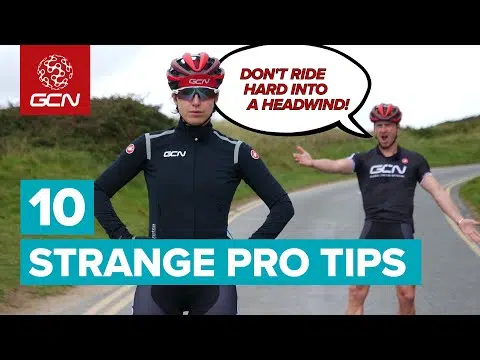 GCN
DON'T RIDE
HARD INTO
A HEADWIND!
GCN
GCN
GCN
10
STRANGE PRO TIPS